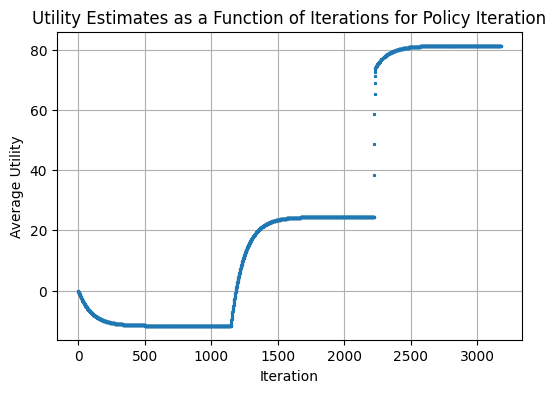 Utility Estimates as a Function of Iterations for Policy Iteration
80
60
40
20
0
Average Utility
0 500 1000 1500 2000 2500 3000
Iteration